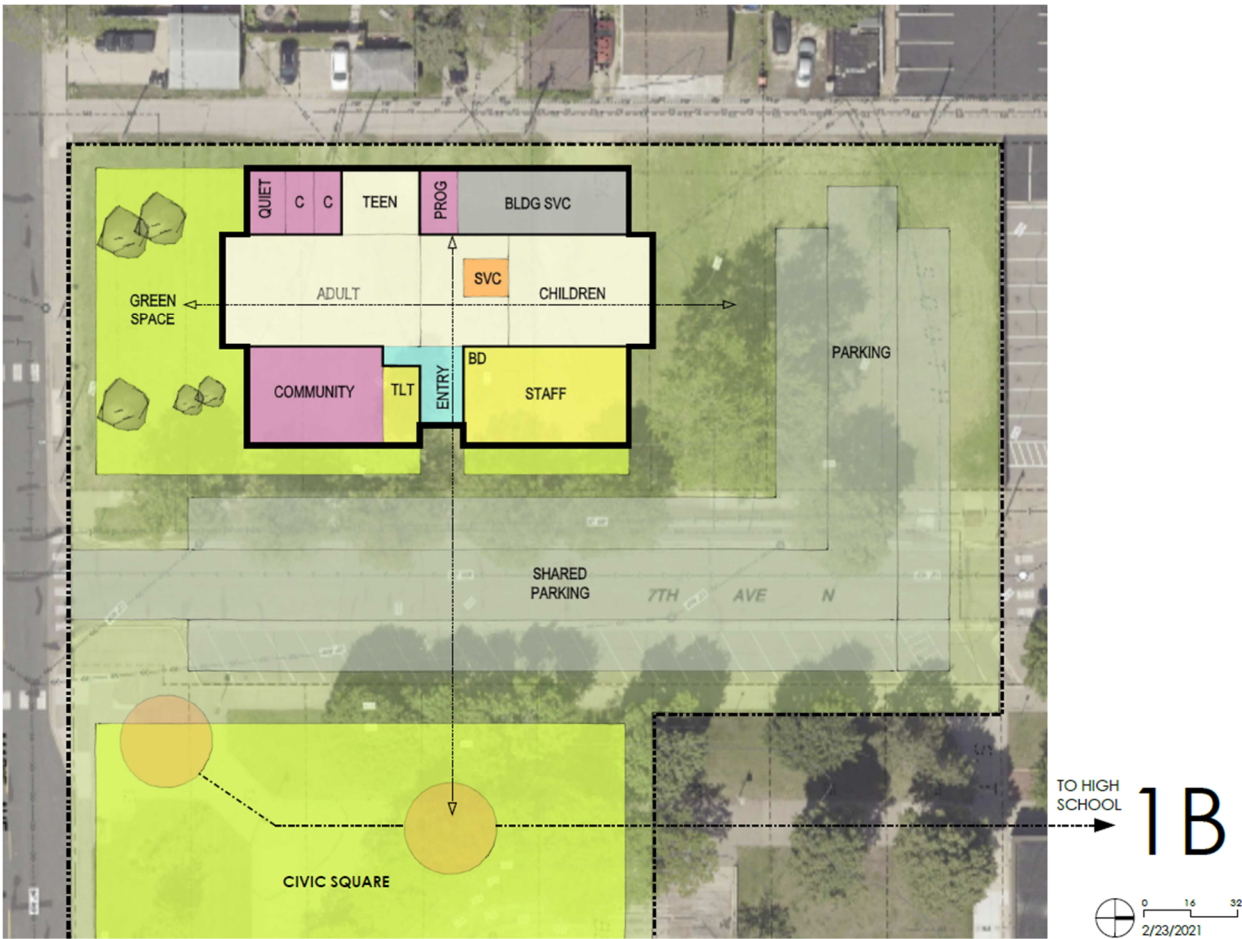 QUIET
C
C
TEEN
PROG
BLDG SVC
SVC
GREEN
SPACE
ADULT
CHILDREN
PARKING
BD
COMMUNITY
TLT
ENTRY
STAFF
SHARED
PARKING
7TH AVE N
TO HIGH
SCHOOL
1B
CIVIC SQUARE
0 16 32
2/23/2021